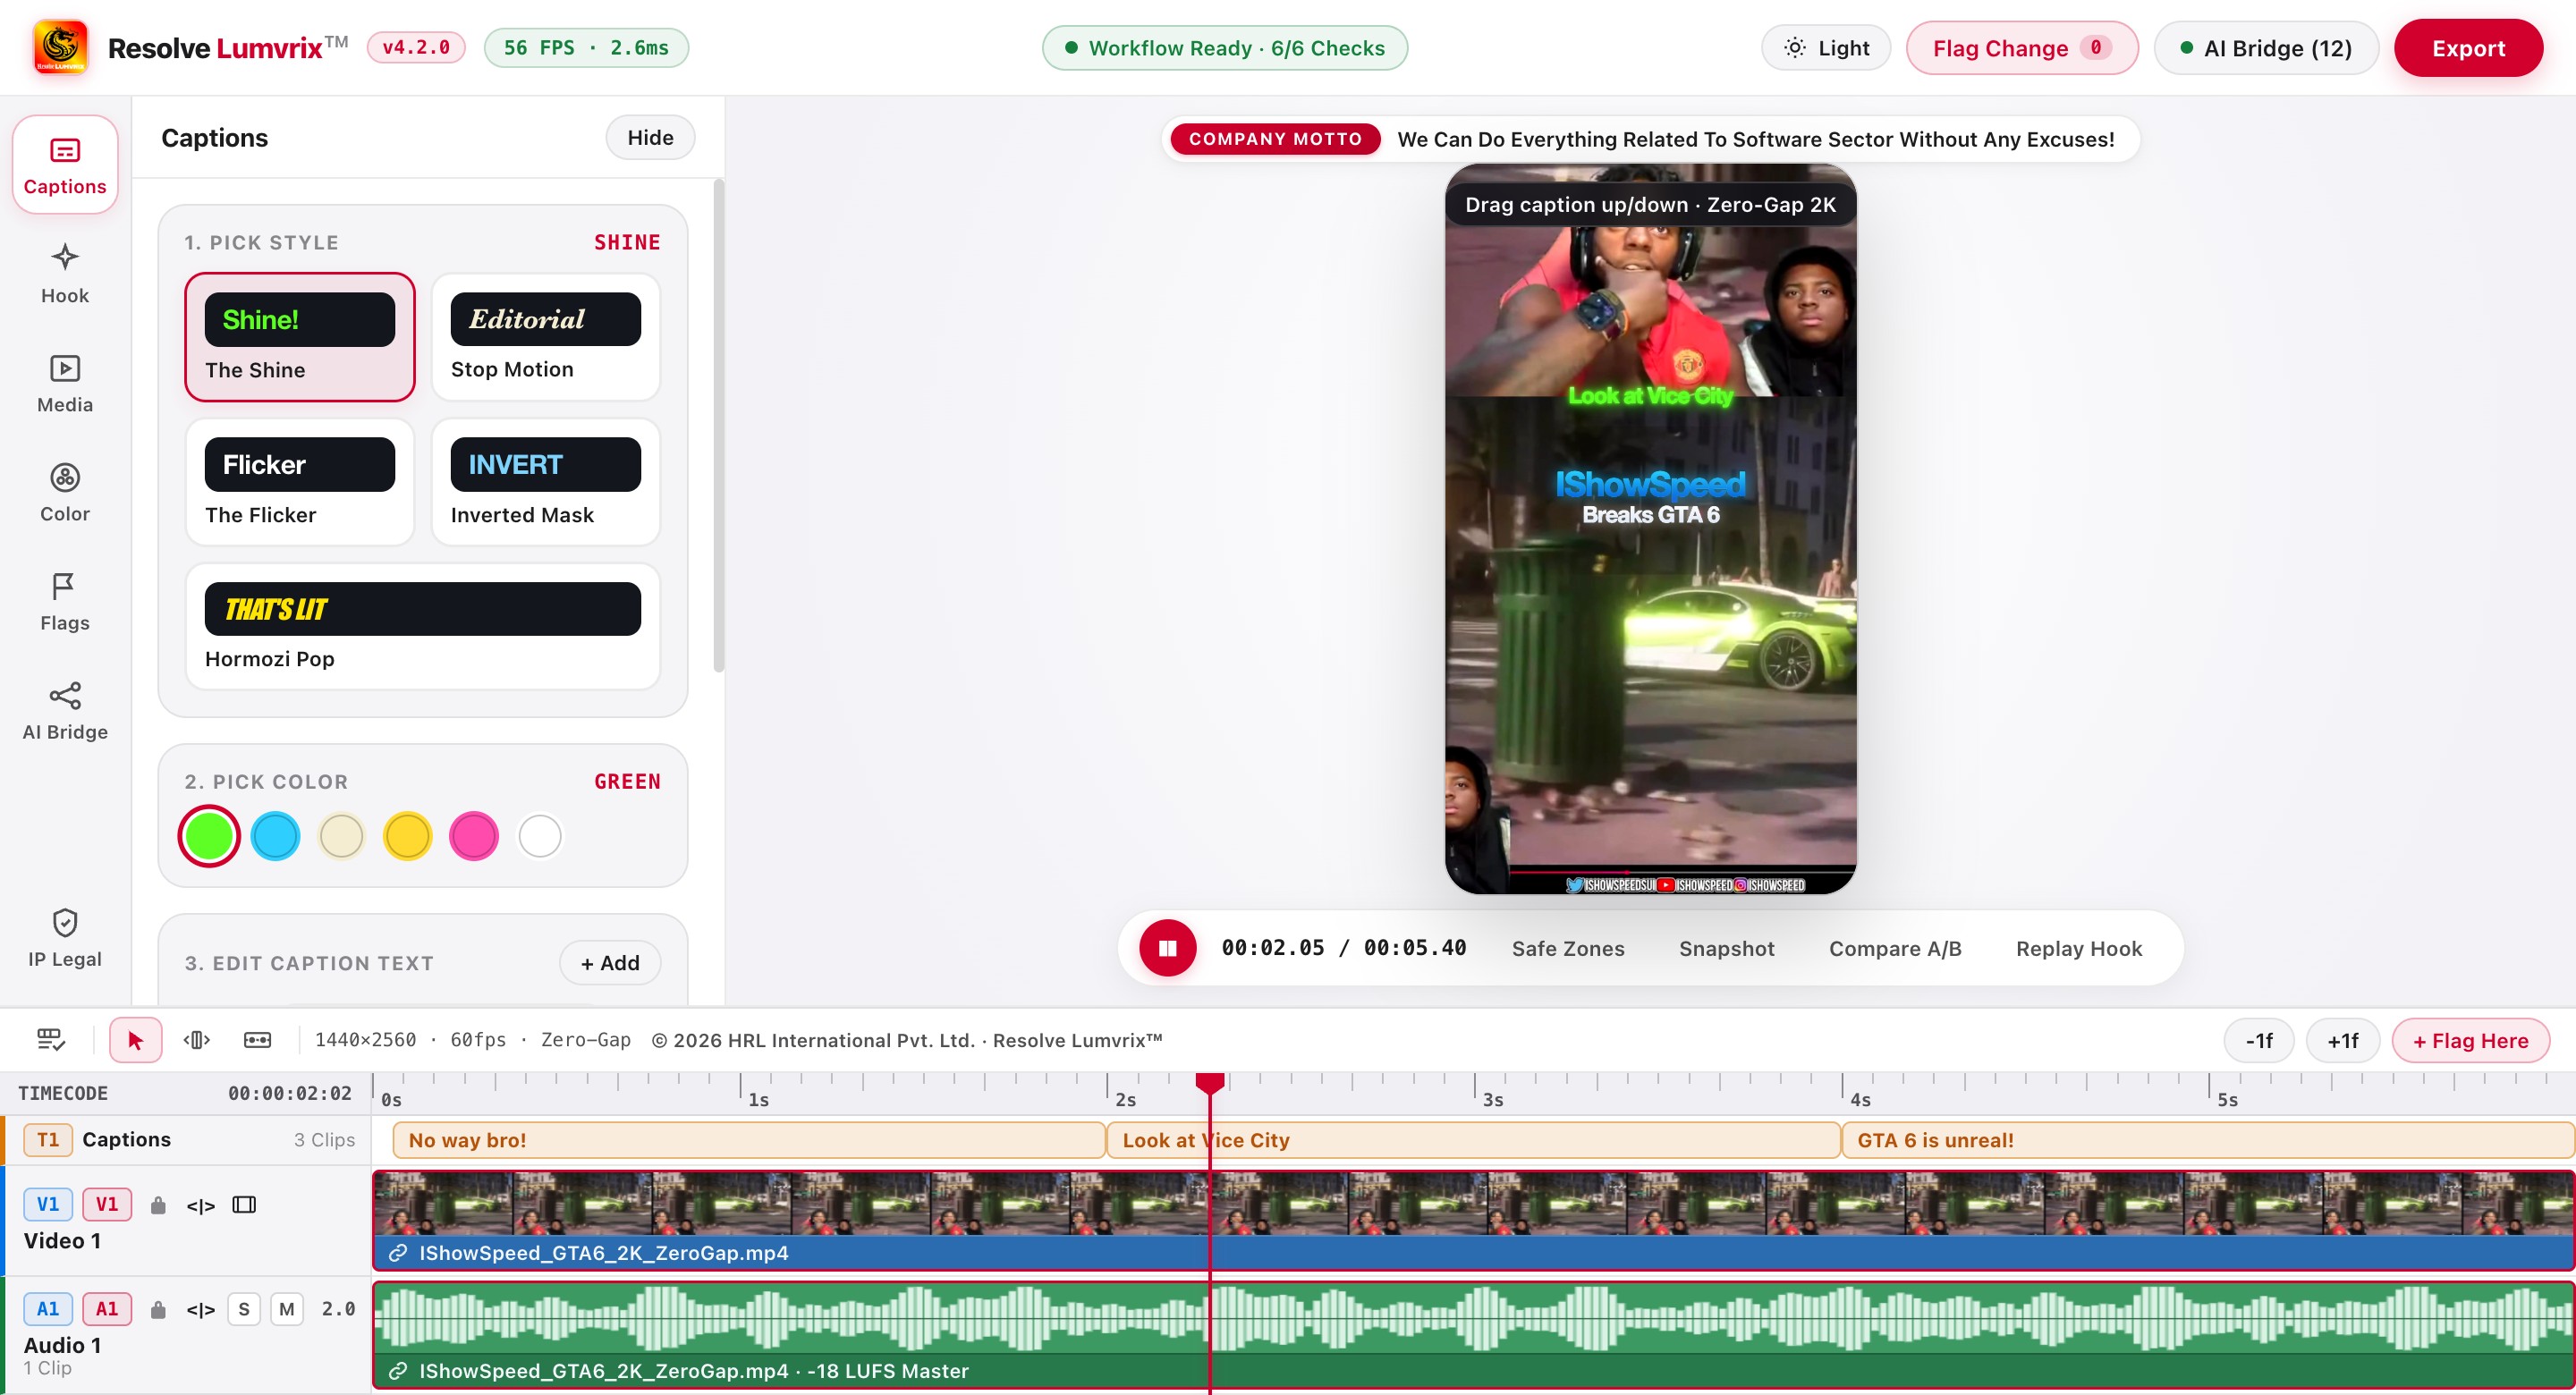 Resolve Lumvrix™ v4.2.0 56 FPS · 2.6ms Workflow Ready · 6/6 Checks Light Flag Change 0 AI Bridge (12) Export
Captions
Hook
Media
Color
Flags
AI Bridge
IP Legal
Captions Hide
1. PICK STYLE SHINE
Shine!
The Shine
Editorial
Stop Motion
Flicker
The Flicker
INVERT
Inverted Mask
THAT'S LIT
Hormozi Pop
2. PICK COLOR GREEN
3. EDIT CAPTION TEXT + Add
COMPANY MOTTO We Can Do Everything Related To Software Sector Without Any Excuses!
Drag caption up/down · Zero-Gap 2K
Look at Vice City
IShowSpeed
Breaks GTA 6
ISHOWSPEEDSUI ISHOWSPEED ISHOWSPEED
00:02.05 / 00:05.40 Safe Zones Snapshot Compare A/B Replay Hook
1440×2560 · 60fps · Zero-Gap © 2026 HRL International Pvt. Ltd. · Resolve Lumvrix™ -1f +1f + Flag Here
TIMECODE 00:00:02:02 0s 1s 2s 3s 4s 5s
T1 Captions 3 Clips No way bro! Look at Vice City GTA 6 is unreal!
V1 V1 <|>
Video 1
IShowSpeed_GTA6_2K_ZeroGap.mp4
A1 A1 <|> S M 2.0
Audio 1
1 Clip
IShowSpeed_GTA6_2K_ZeroGap.mp4 · -18 LUFS Master